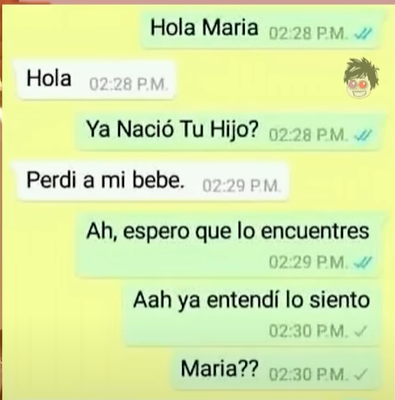 Hola Maria 02:28 P.M.
Hola 02:28 P.M.
Ya Nació Tu Hijo? 02:28 P.M.
Perdi a mi bebe. 02:29 P.M.
Ah, espero que lo encuentres
02:29 P.M.
Aah ya entendí lo siento
02:30 P.M.
Maria?? 02:30 P.M.